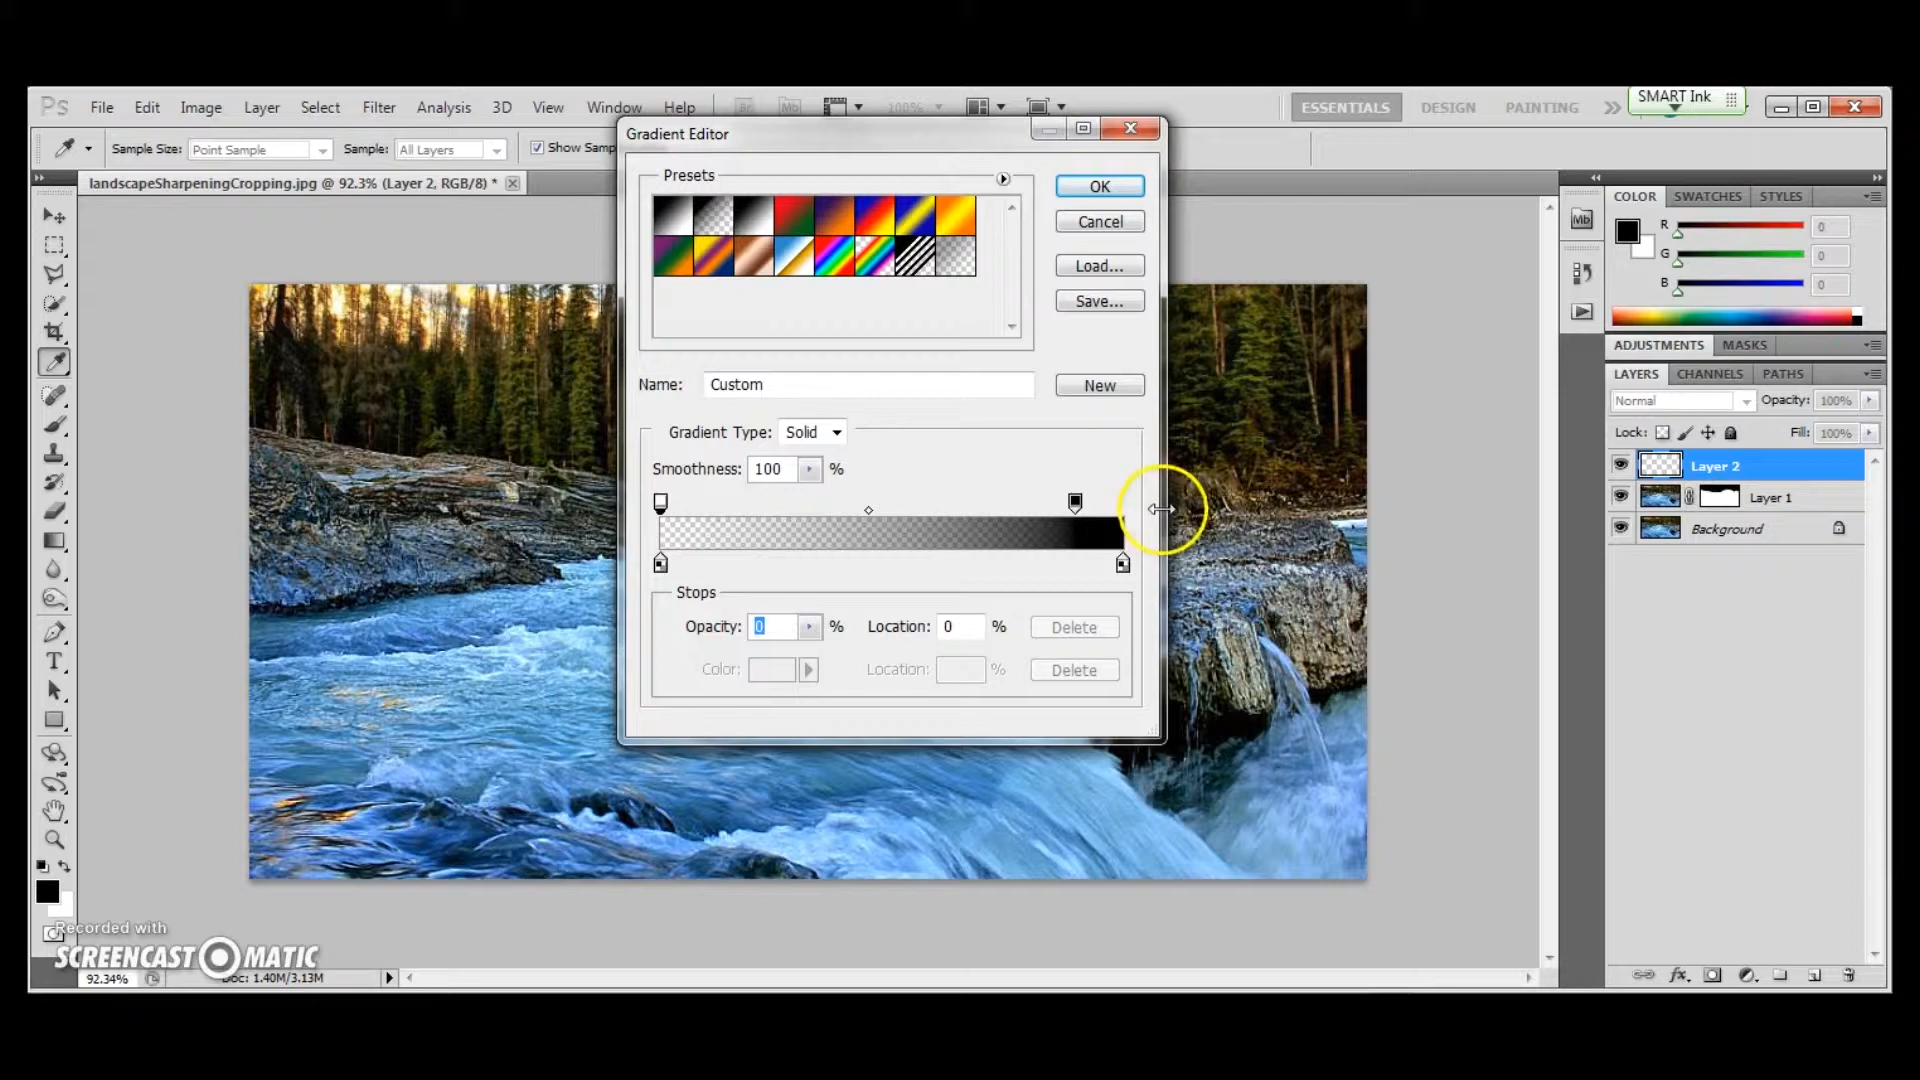 Ps File Edit Image Layer Select Filter Analysis 3D View Window Help Br Mb 100% ESSENTIALS DESIGN PAINTING SMART Ink
Sample Size: Point Sample Sample: All Layers Show Samp
Gradient Editor
landscapeSharpeningCropping.jpg @ 92.3% (Layer 2, RGB/8) *
Presets
OK
Cancel
Load...
Save...
Name: Custom
New
Gradient Type: Solid
Smoothness: 100 %
Stops
Opacity: 0 % Location: 0 % Delete
Color: Location: % Delete
Mb
COLOR SWATCHES STYLES
R 0
G 0
B 0
ADJUSTMENTS MASKS
LAYERS CHANNELS PATHS
Normal Opacity: 100%
Lock: Fill: 100%
Layer 2
Layer 1
Background
Recorded with
SCREENCAST MATIC
92.34% Doc: 1.40M/3.13M